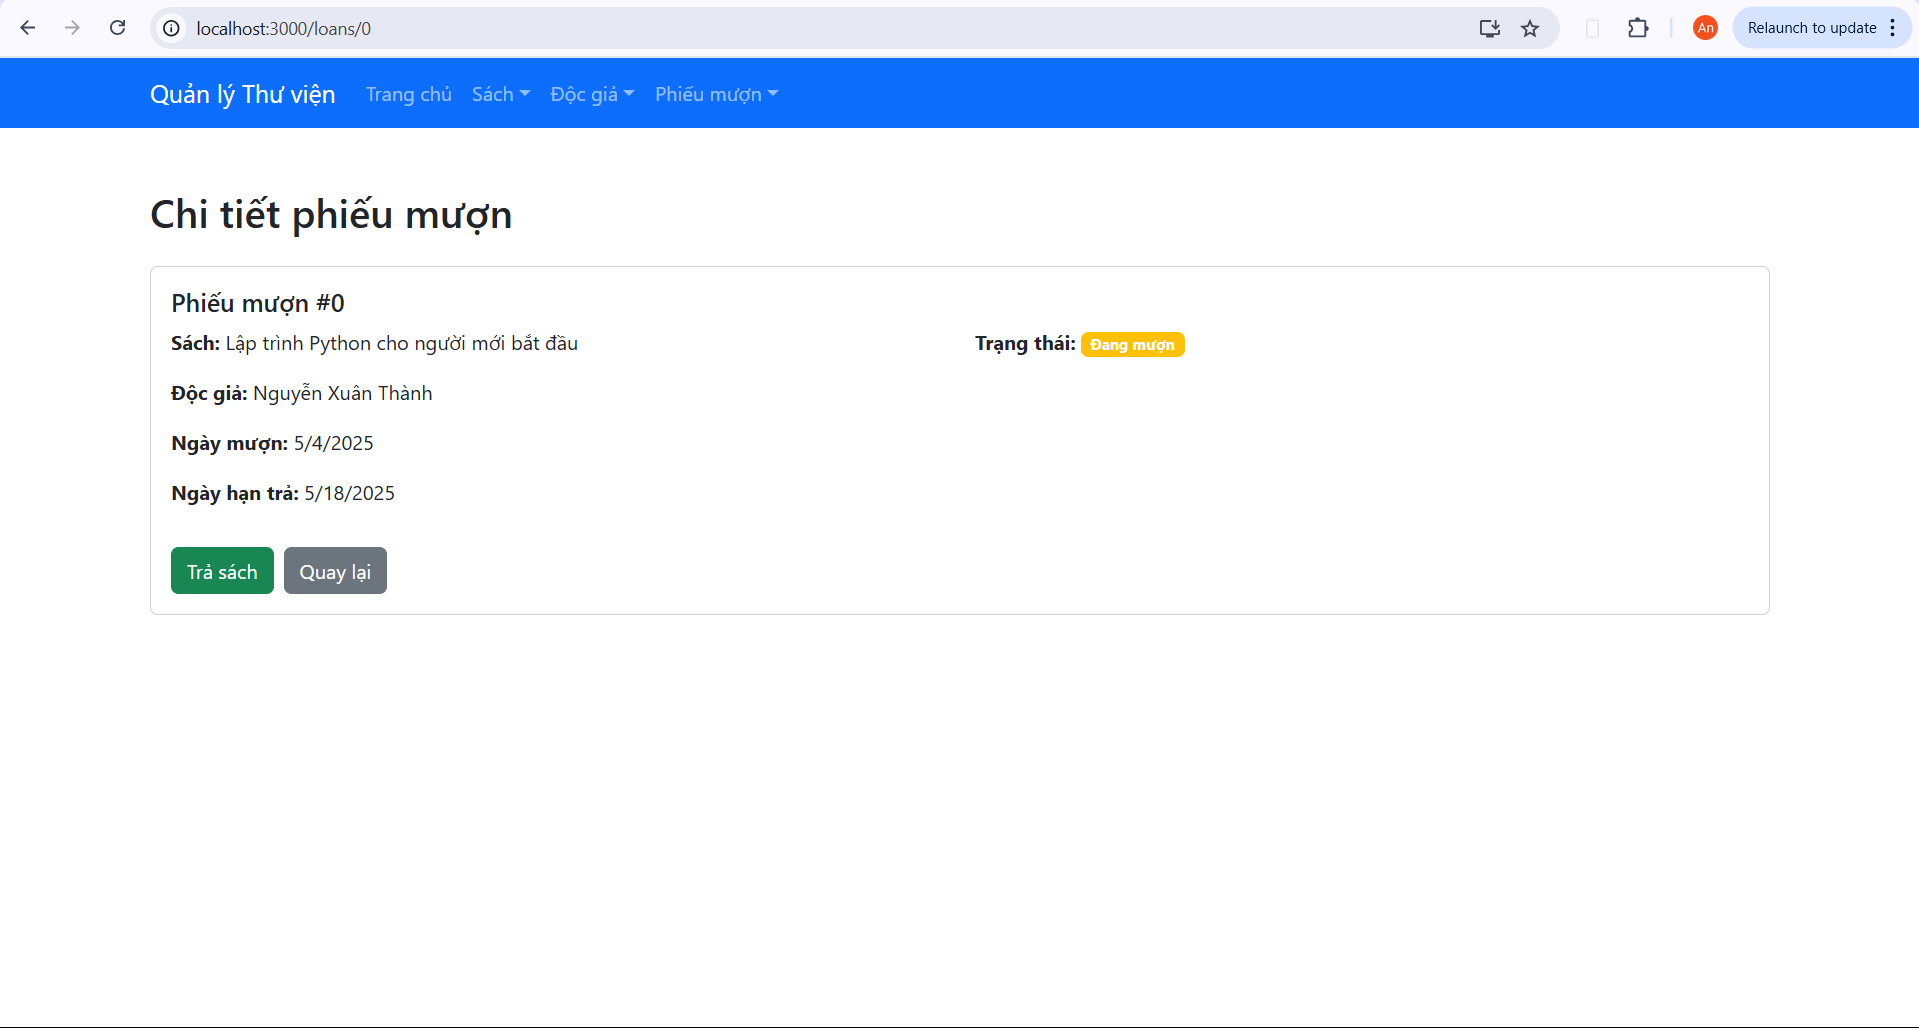 localhost:3000/loans/0
An
Relaunch to update
Quản lý Thư viện Trang chủ Sách Độc giả Phiếu mượn
Chi tiết phiếu mượn
Phiếu mượn #0
Sách: Lập trình Python cho người mới bắt đầu
Trạng thái: Đang mượn
Độc giả: Nguyễn Xuân Thành
Ngày mượn: 5/4/2025
Ngày hạn trả: 5/18/2025
Trả sách Quay lại